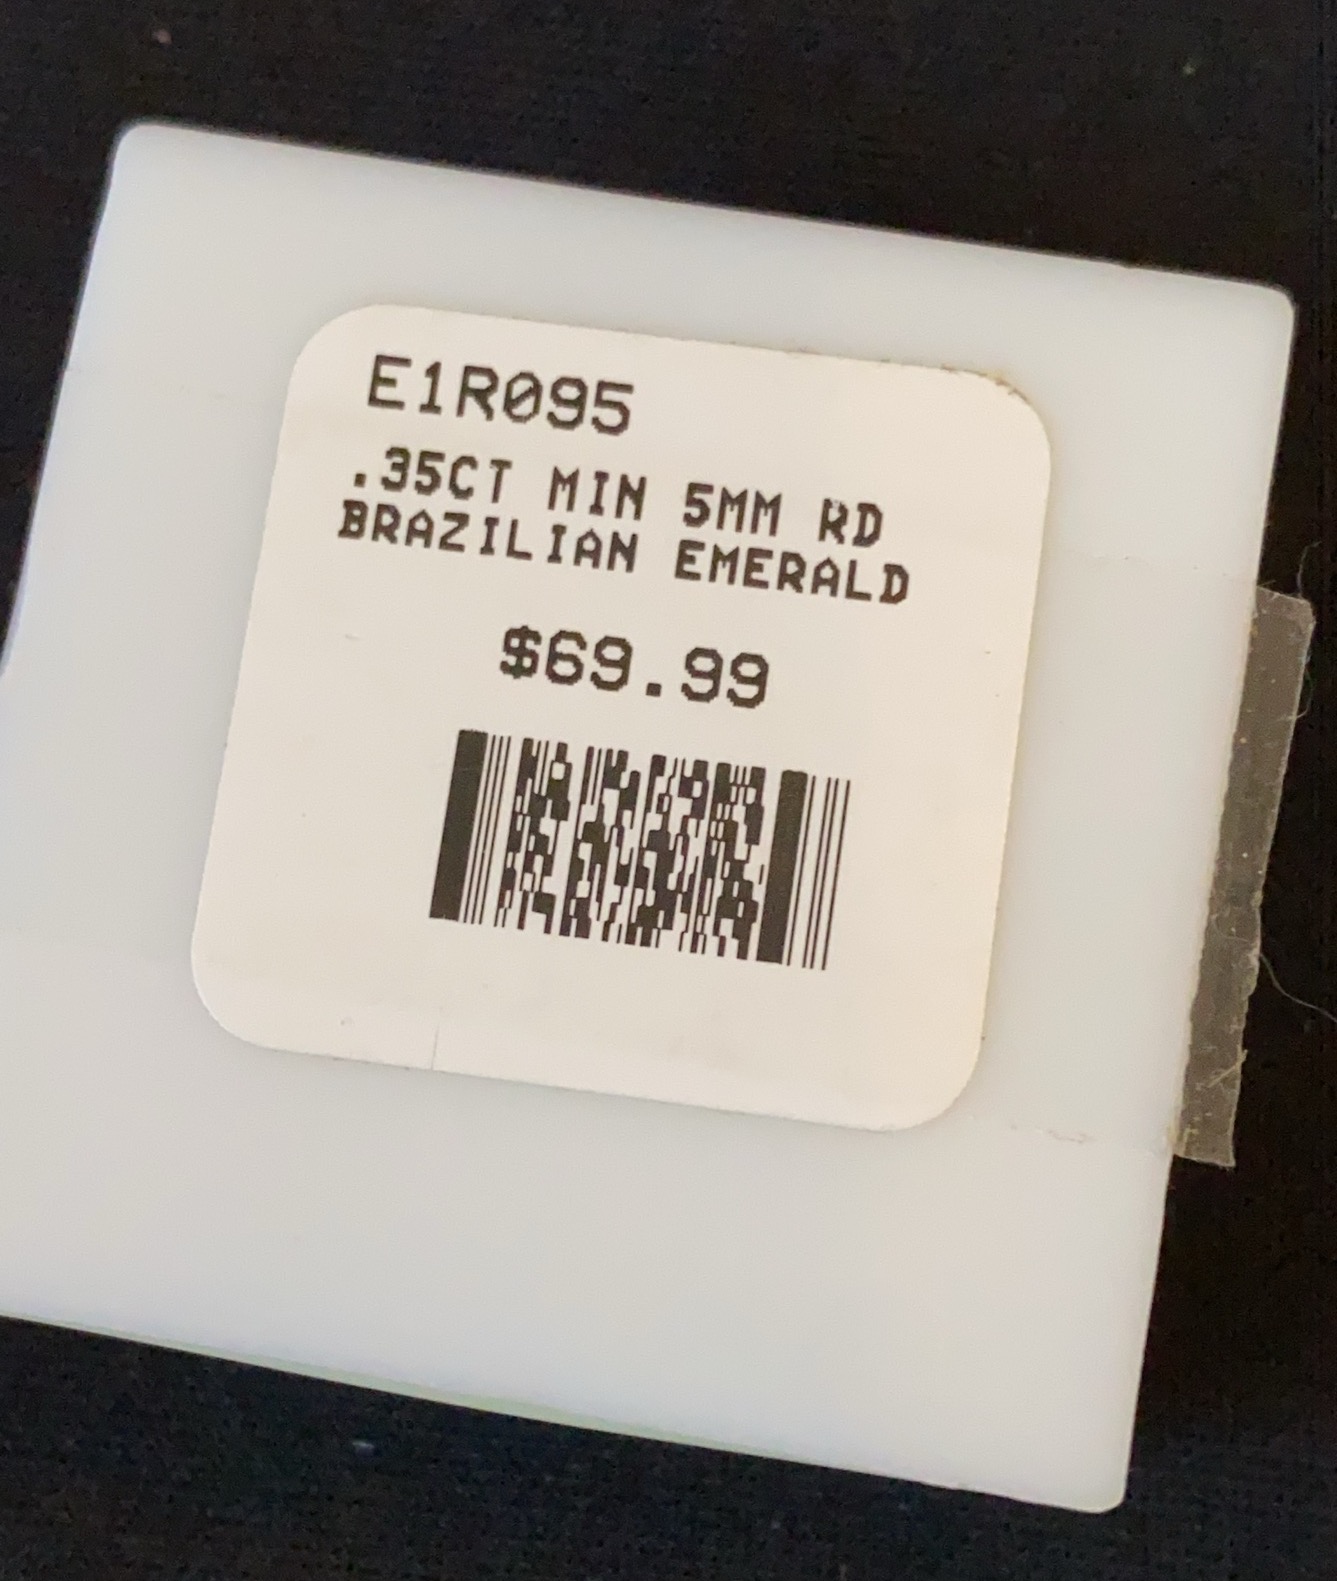 E1R095
.35CT MIN 5MM RD
BRAZILIAN EMERALD
$69.99